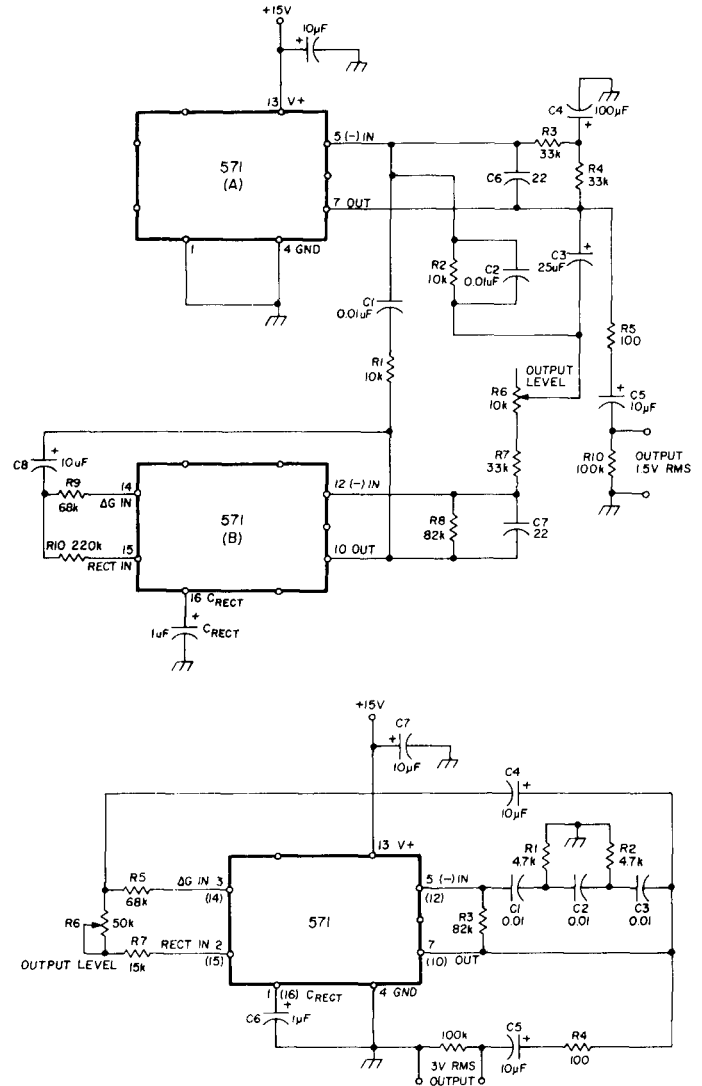 +15V
10µF
+
13 V+
5 (-) IN
571
(A)
7 OUT
1
4 GND
C4
100µF
+
R3
33k
R4
33k
C6
22
R2
10k
C2
0.01uF
+
C3
25uF
C1
0.01uF
R1
10k
R5
100
OUTPUT
LEVEL
R6
10k
+
C5
10µF
R7
33k
R10
100k
OUTPUT
1.5V RMS
+
C8
10uF
R9
68k
14
ΔG IN
R10 220k
15
RECT IN
571
(B)
12 (-) IN
10 OUT
R8
82k
C7
22
16 CRECT
+
1uF
CRECT
+15V
C7
+
10µF
C4
+
10µF
13 V+
R5
68k
ΔG IN 3
(14)
R6
50k
R7
15k
RECT IN 2
(15)
OUTPUT LEVEL
571
5 (-) IN
(12)
7
(10) OUT
R1
4.7k
R2
4.7k
R3
82k
C1
0.01
C2
0.01
C3
0.01
1 (16) CRECT
4 GND
+
C6
1µF
100k
3V RMS
OUTPUT
C5
+
10µF
R4
100